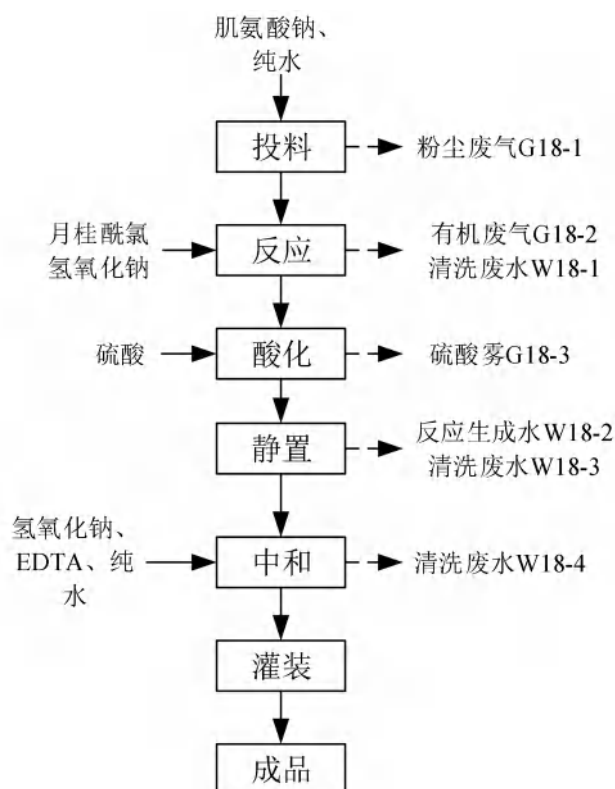 肌氨酸钠、
纯水
投料
粉尘废气G18-1
月桂酰氯
氢氧化钠
反应
有机废气G18-2
清洗废水W18-1
硫酸
酸化
硫酸雾G18-3
静置
反应生成水W18-2
清洗废水W18-3
氢氧化钠、
EDTA、纯
水
中和
清洗废水W18-4
灌装
成品